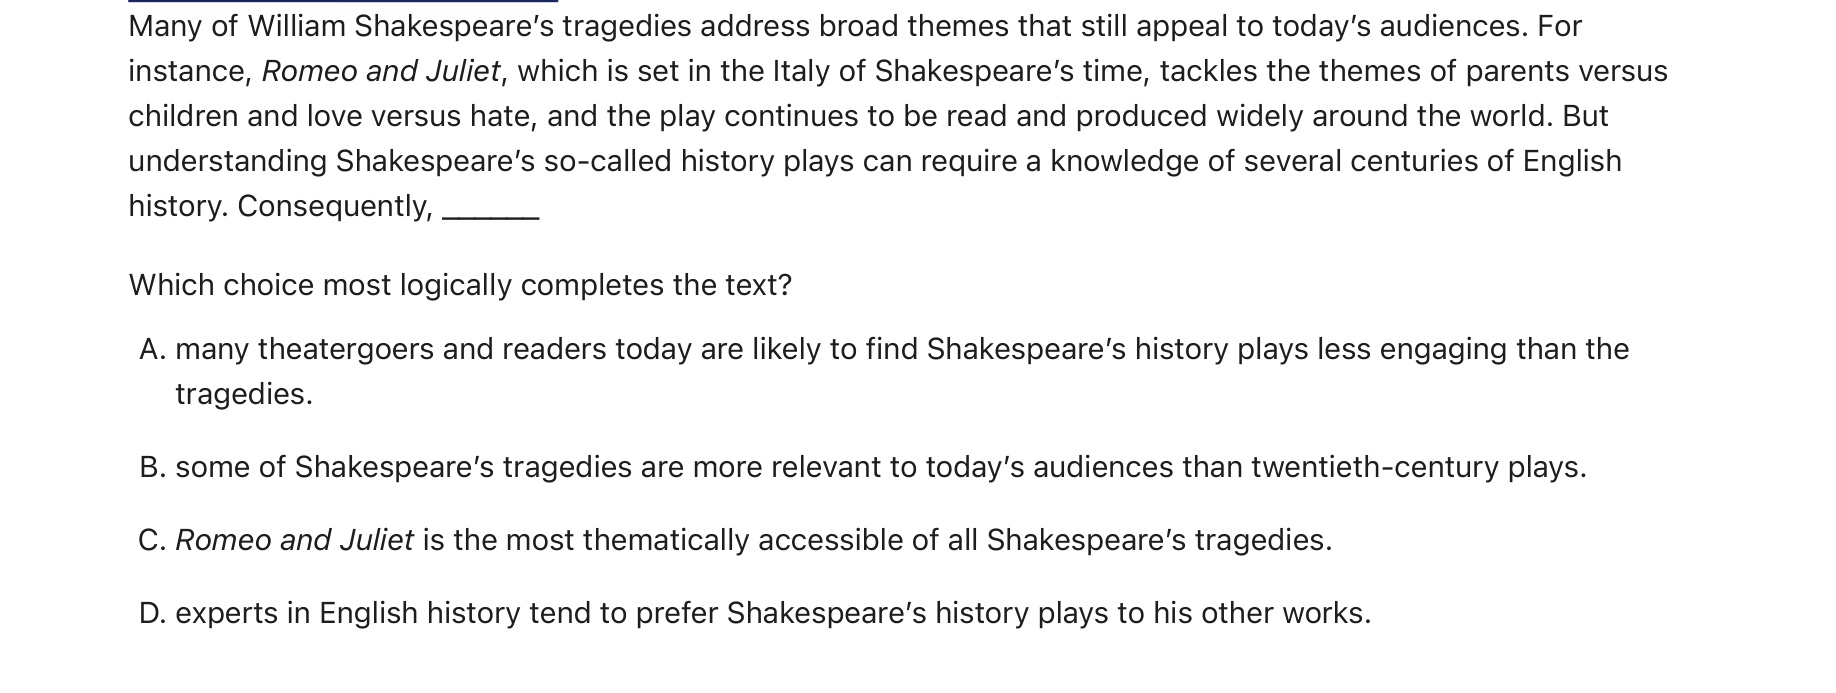 Many of William Shakespeare’s tragedies address broad themes that still appeal to today’s audiences. For
instance, Romeo and Juliet, which is set in the Italy of Shakespeare’s time, tackles the themes of parents versus
children and love versus hate, and the play continues to be read and produced widely around the world. But
understanding Shakespeare’s so-called history plays can require a knowledge of several centuries of English
history. Consequently, ______
Which choice most logically completes the text?
A. many theatergoers and readers today are likely to find Shakespeare’s history plays less engaging than the
tragedies.
B. some of Shakespeare’s tragedies are more relevant to today’s audiences than twentieth-century plays.
C. Romeo and Juliet is the most thematically accessible of all Shakespeare’s tragedies.
D. experts in English history tend to prefer Shakespeare’s history plays to his other works.